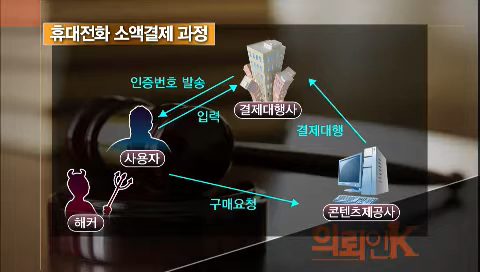 휴대전화 소액결제 과정
인증번호 발송
입력
결제대행사
결제대행
사용자
해커
구매요청
콘텐츠제공사
의뢰인K